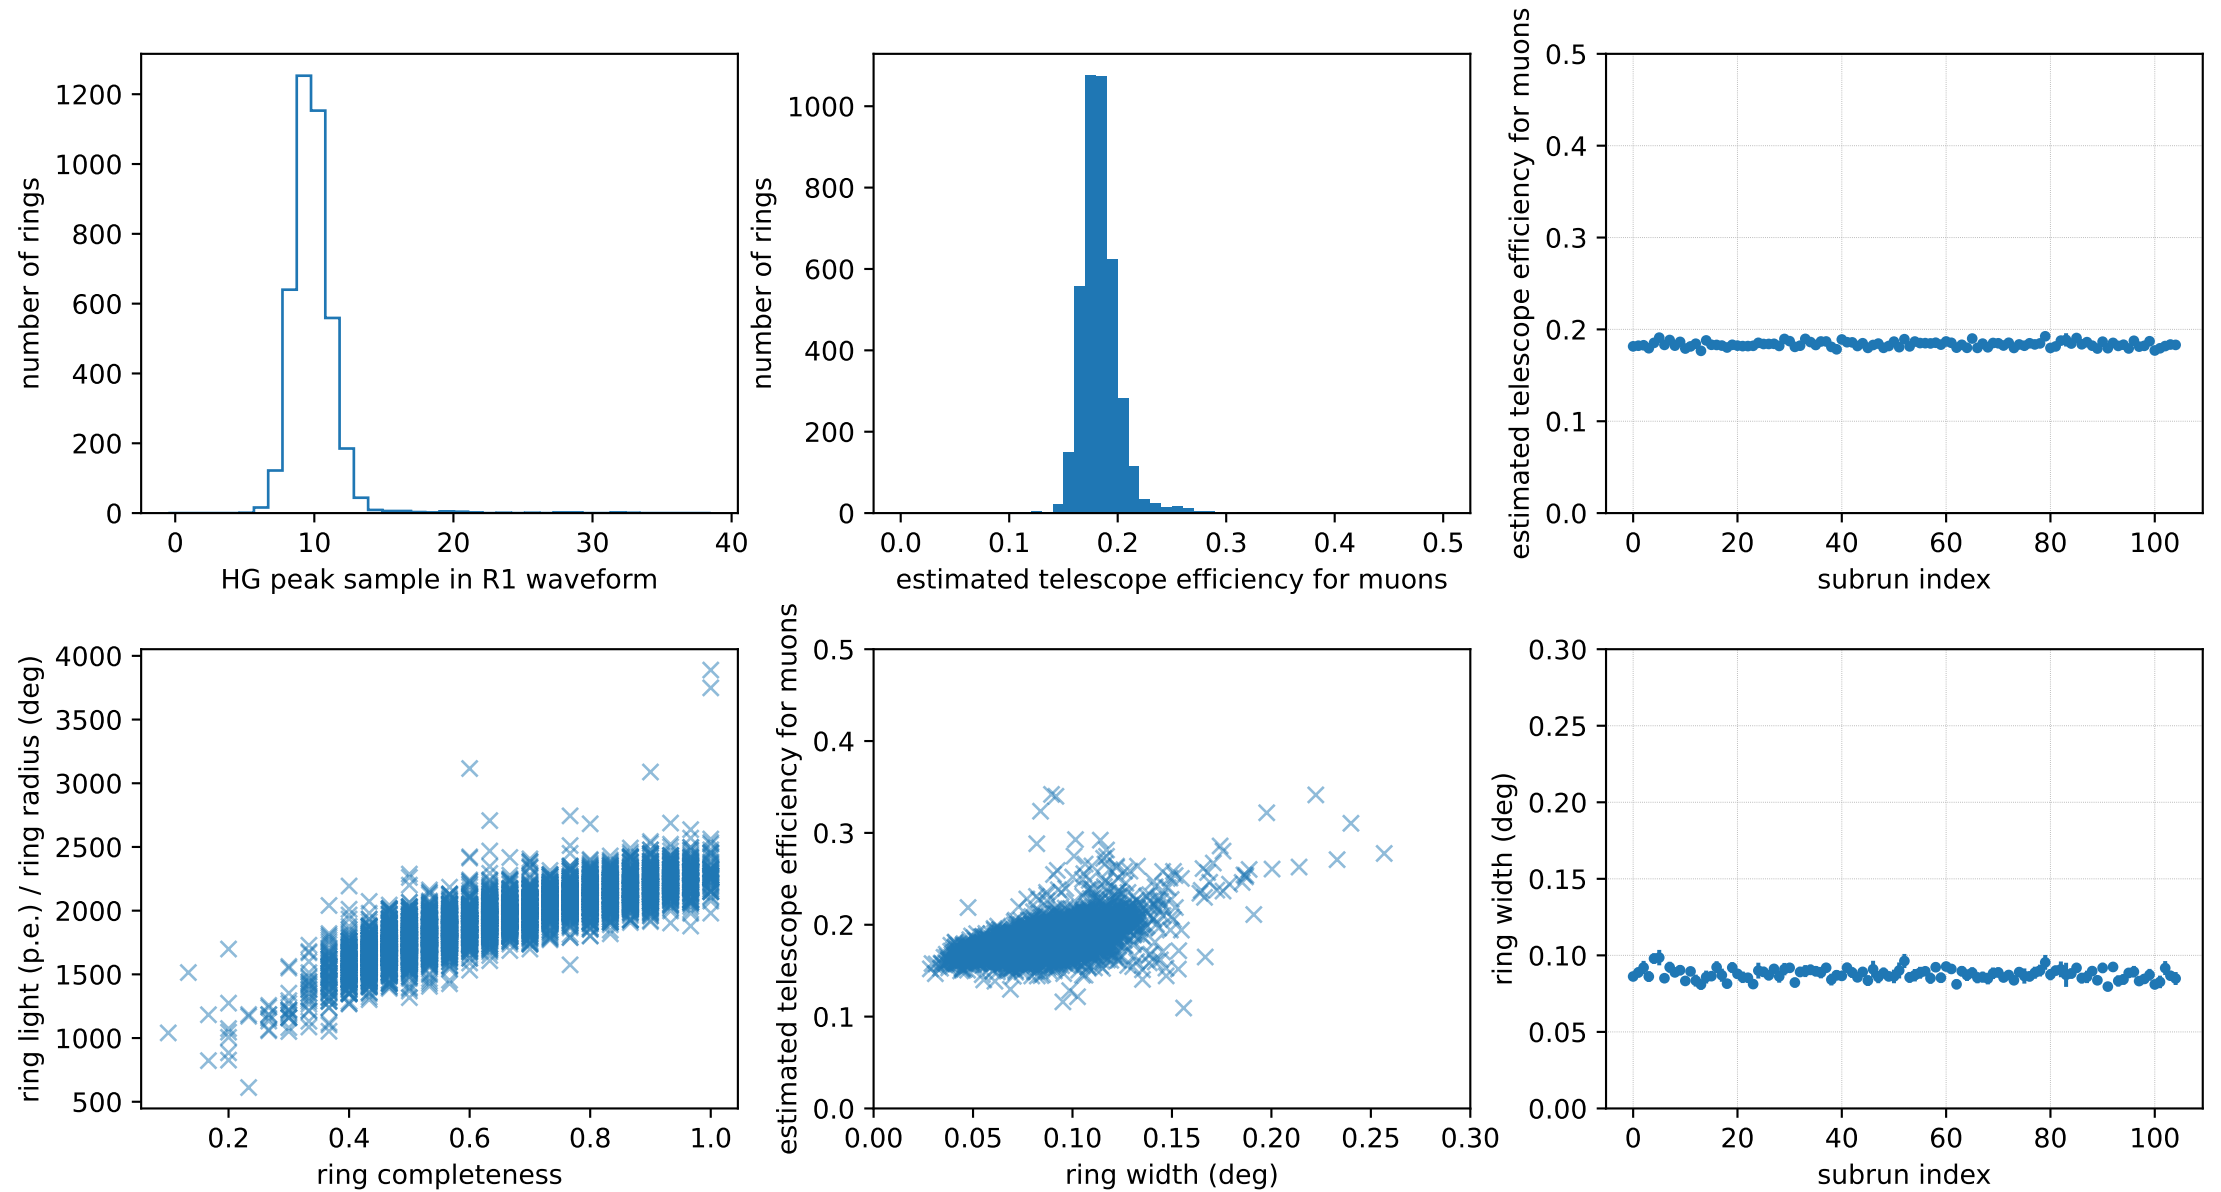 number of rings
1200
1000
800
600
400
200
0
0 10 20 30 40
HG peak sample in R1 waveform
number of rings
1000
800
600
400
200
0
0.0 0.1 0.2 0.3 0.4 0.5
estimated telescope efficiency for muons
estimated telescope efficiency for muons
0.5
0.4
0.3
0.2
0.1
0.0
0 20 40 60 80 100
subrun index
ring light (p.e.) / ring radius (deg)
4000
3500
3000
2500
2000
1500
1000
500
0.2 0.4 0.6 0.8 1.0
ring completeness
estimated telescope efficiency for muons
0.5
0.4
0.3
0.2
0.1
0.0
0.00 0.05 0.10 0.15 0.20 0.25 0.30
ring width (deg)
ring width (deg)
0.30
0.25
0.20
0.15
0.10
0.05
0.00
0 20 40 60 80 100
subrun index